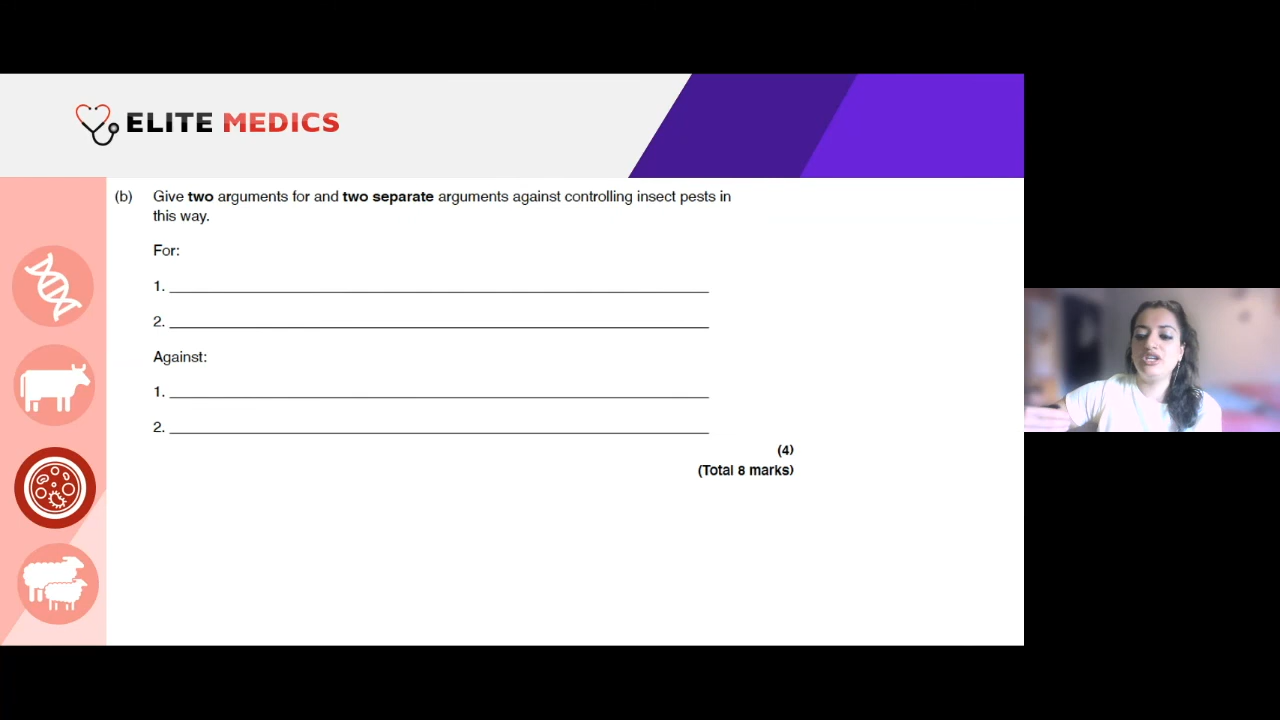 ELITE MEDICS
(b) Give two arguments for and two separate arguments against controlling insect pests in
this way.
For:
1.
2.
Against:
1.
2.
(4)
(Total 8 marks)